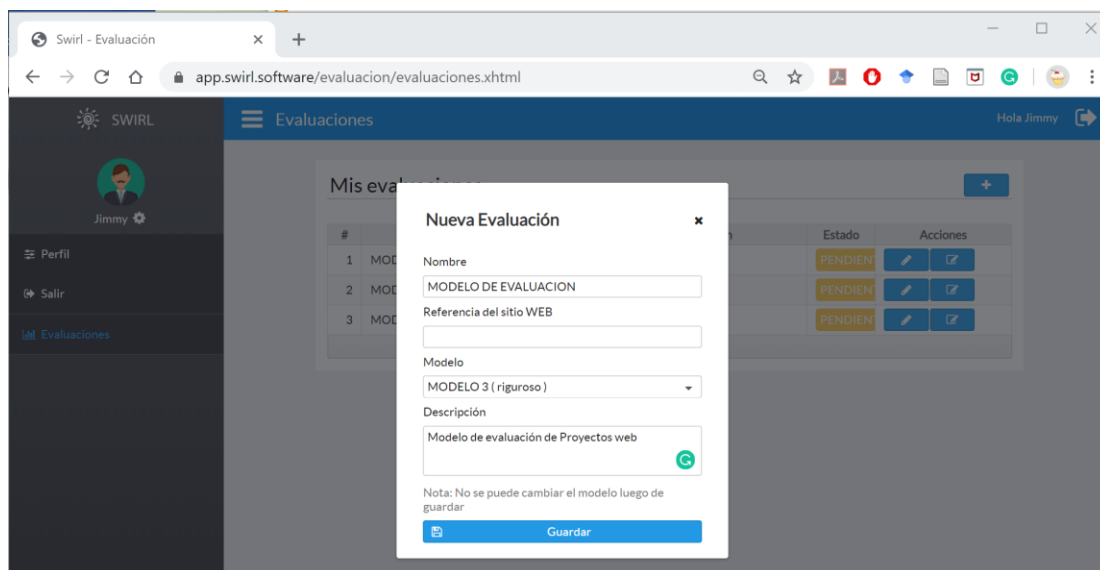 Swirl - Evaluación
app.swirl.software/evaluacion/evaluaciones.xhtml
SWIRL
Evaluaciones
Hola Jimmy
Jimmy
Perfil
Salir
Evaluaciones
Mis
#
Estado
Acciones
1
2
3
Nueva Evaluación
Nombre
MODELO DE EVALUACION
Referencia del sitio WEB
Modelo
MODELO 3 ( riguroso )
Descripción
Modelo de evaluación de Proyectos web
Nota: No se puede cambiar el modelo luego de
guardar
Guardar